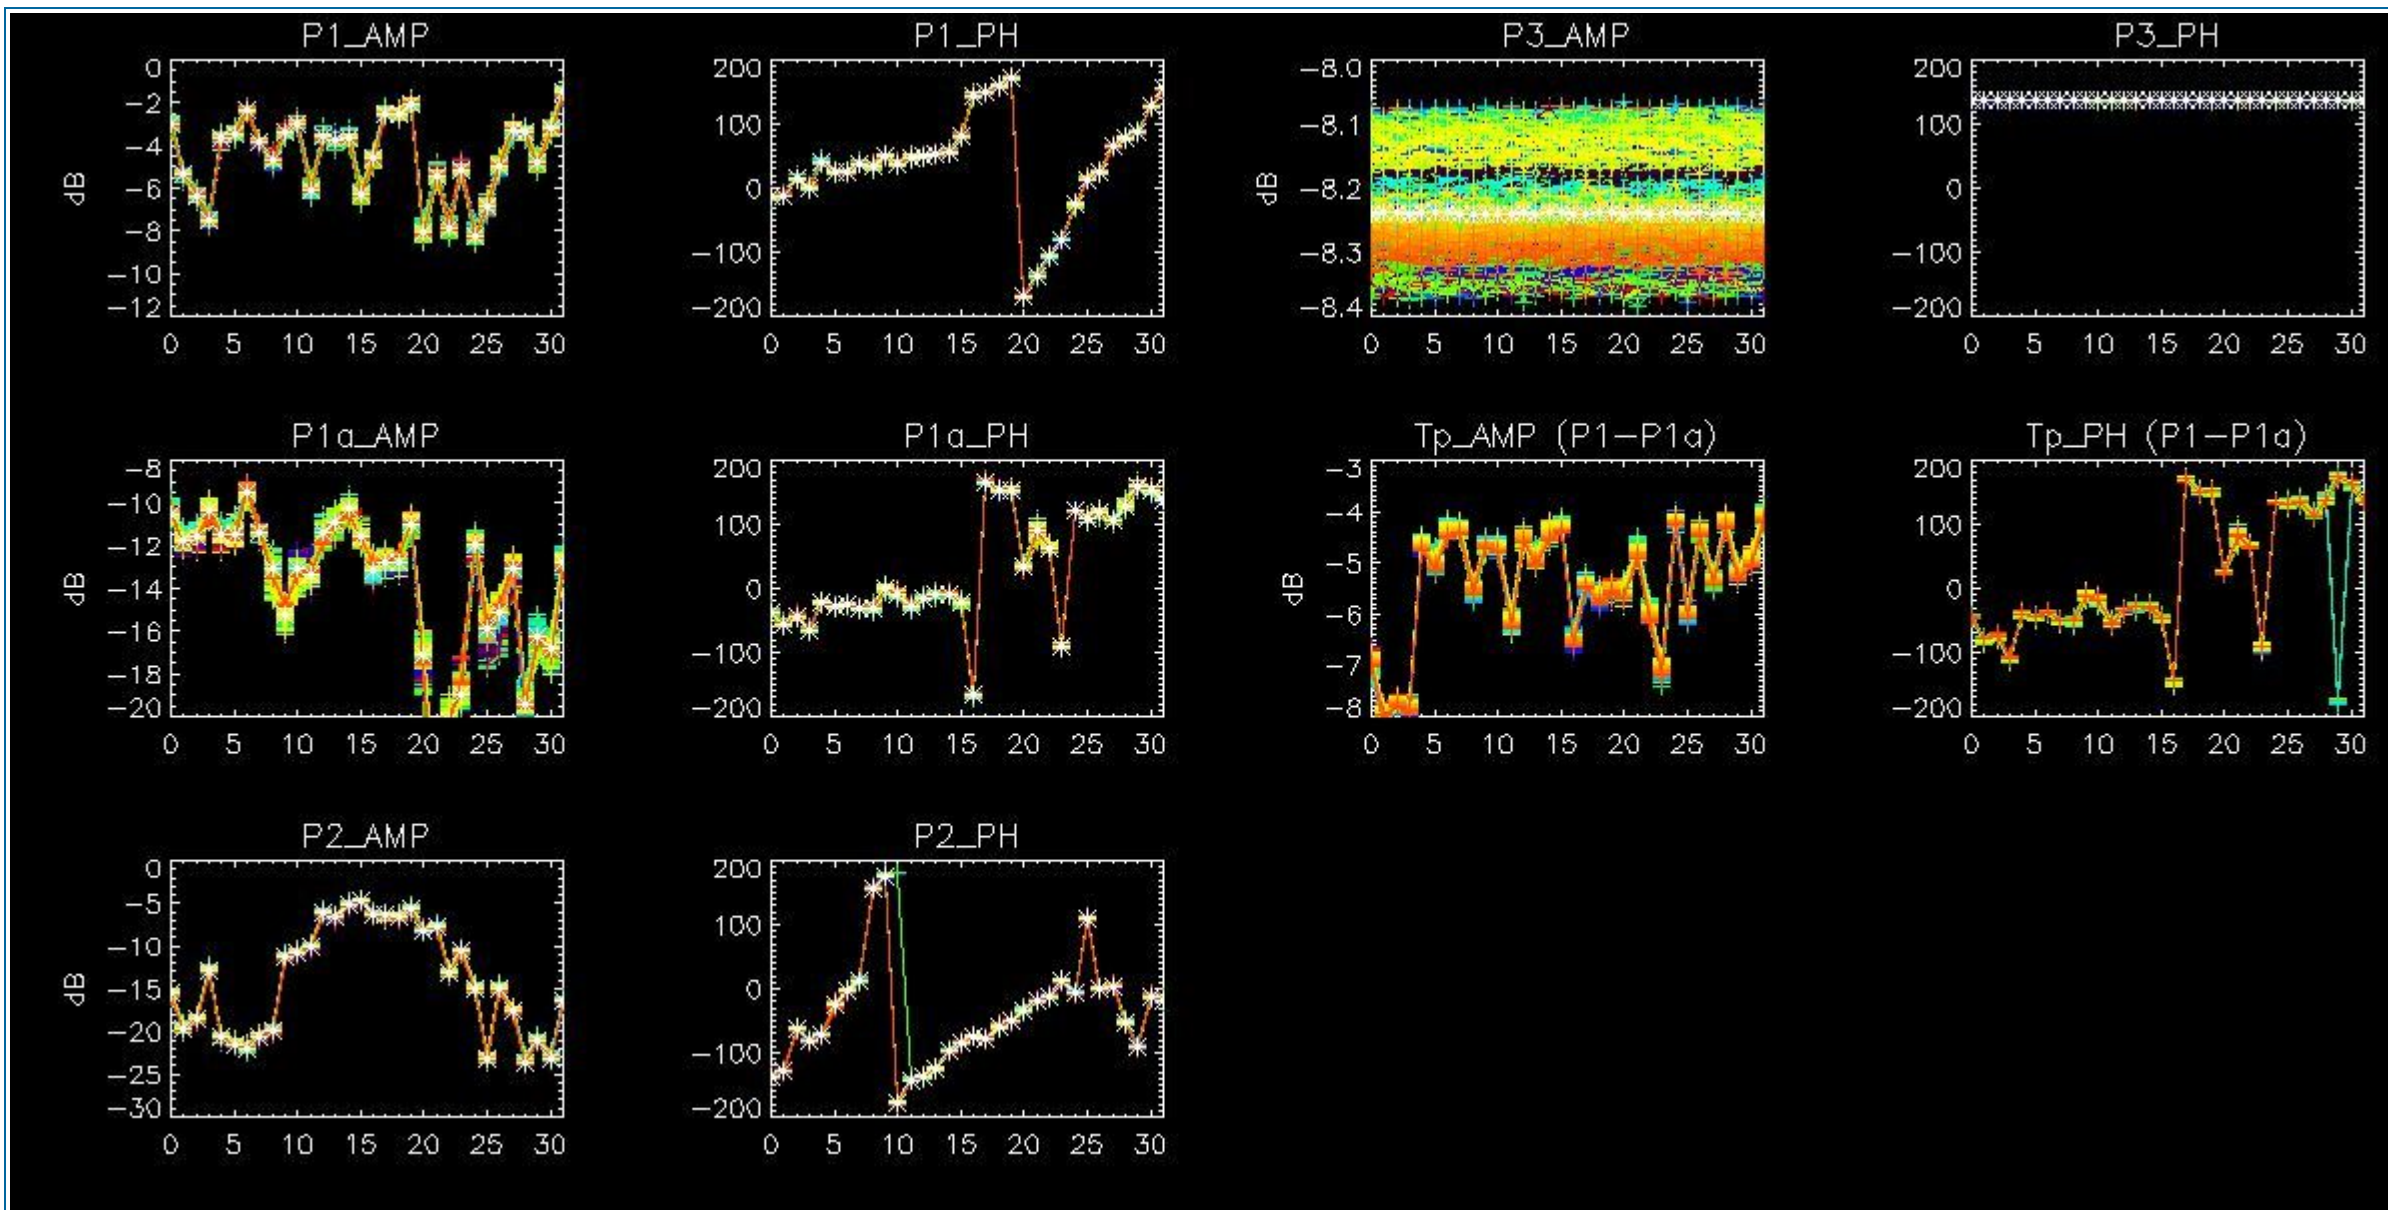 P1_AMP
0
−2
−4
−6
−8
−10
−12
dB
0 5 10 15 20 25 30
P1_PH
200
100
0
−100
−200
0 5 10 15 20 25 30
P3_AMP
−8.0
−8.1
−8.2
−8.3
−8.4
dB
0 5 10 15 20 25 30
P3_PH
200
100
0
−100
−200
0 5 10 15 20 25 30
P1a_AMP
−8
−10
−12
−14
−16
−18
−20
dB
0 5 10 15 20 25 30
P1a_PH
200
100
0
−100
−200
0 5 10 15 20 25 30
Tp_AMP (P1−P1a)
−3
−4
−5
−6
−7
−8
dB
0 5 10 15 20 25 30
Tp_PH (P1−P1a)
200
100
0
−100
−200
0 5 10 15 20 25 30
P2_AMP
0
−5
−10
−15
−20
−25
−30
dB
0 5 10 15 20 25 30
P2_PH
200
100
0
−100
−200
0 5 10 15 20 25 30